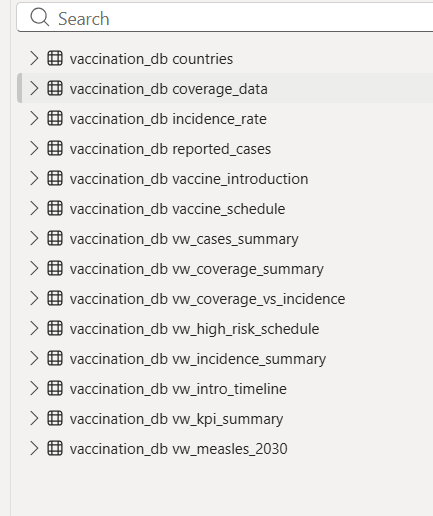 Search
vaccination_db countries
vaccination_db coverage_data
vaccination_db incidence_rate
vaccination_db reported_cases
vaccination_db vaccine_introduction
vaccination_db vaccine_schedule
vaccination_db vw_cases_summary
vaccination_db vw_coverage_summary
vaccination_db vw_coverage_vs_incidence
vaccination_db vw_high_risk_schedule
vaccination_db vw_incidence_summary
vaccination_db vw_intro_timeline
vaccination_db vw_kpi_summary
vaccination_db vw_measles_2030